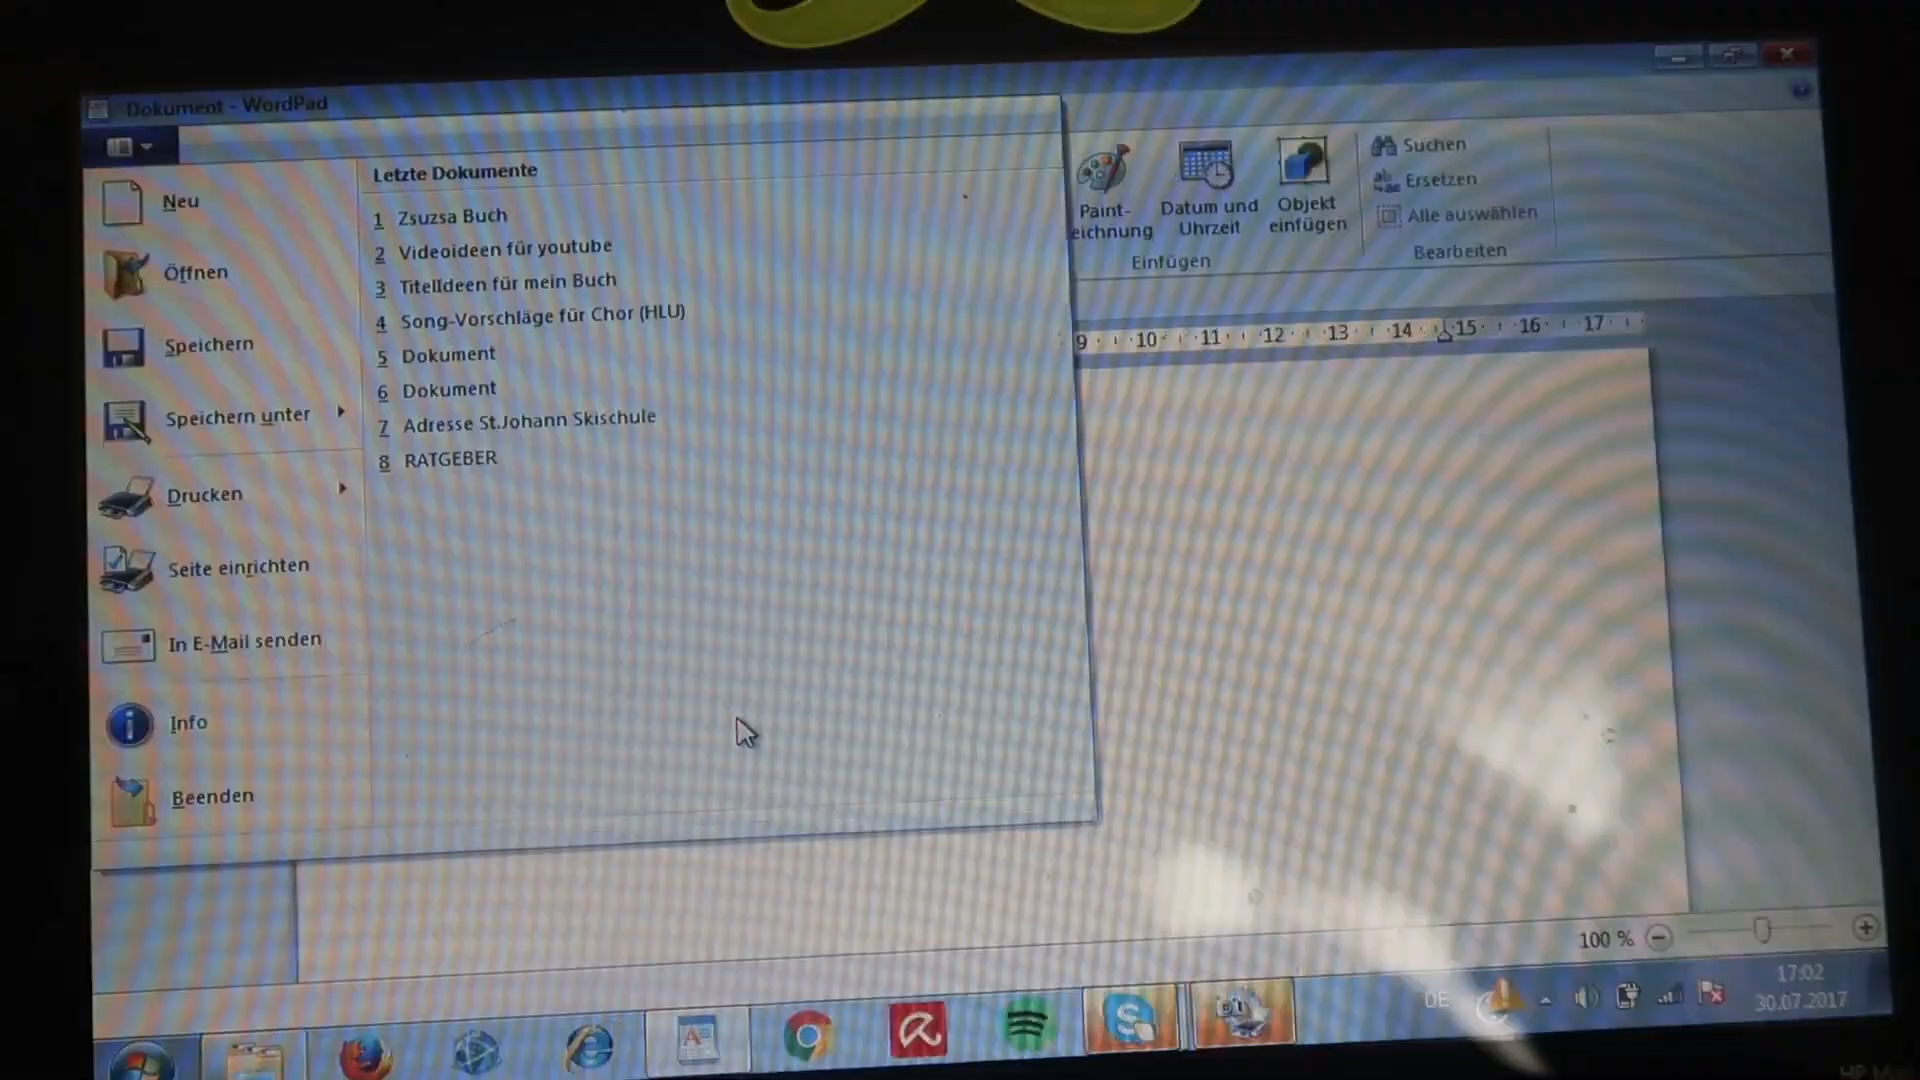 Dokument - WordPad
Neu
Öffnen
Speichern
Speichern unter
Drucken
Seite einrichten
In E-Mail senden
Info
Beenden
Letzte Dokumente
1 Zsuzsa Buch
2 Videoideen für youtube
3 TitelIdeen für mein Buch
4 Song-Vorschläge für Chor (HLU)
5 Dokument
6 Dokument
7 Adresse St.Johann Skischule
8 RATGEBER
Paint-
eichnung
Datum und
Uhrzeit
Objekt
einfügen
Einfügen
Suchen
Ersetzen
Alle auswählen
Bearbeiten
9 10 11 12 13 14 15 16 17
100 %
DE
17:02
30.07.2017